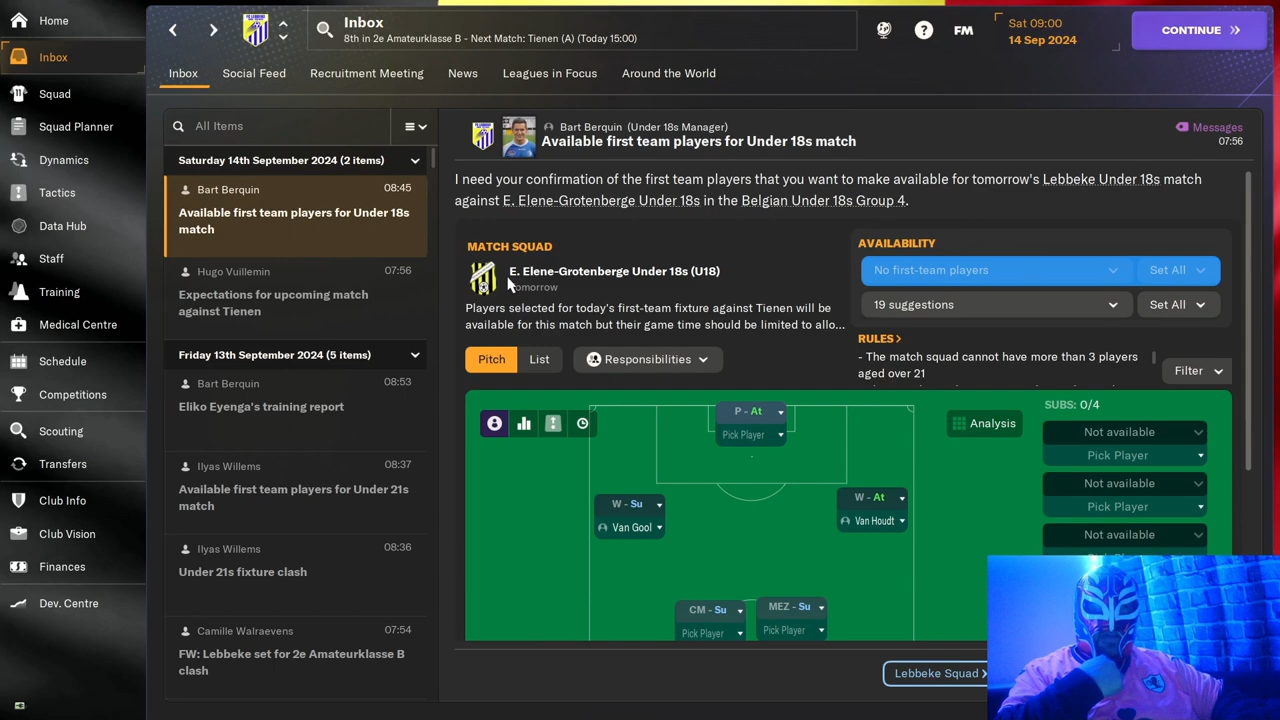 Home
Inbox
Squad
Squad Planner
Dynamics
Tactics
Data Hub
Staff
Training
Medical Centre
Schedule
Competitions
Scouting
Transfers
Club Info
Club Vision
Finances
Dev. Centre
Inbox
8th in 2e Amateurklasse B - Next Match: Tienen (A) (Today 15:00)
FM
Sat 09:00
14 Sep 2024
CONTINUE
Inbox
Social Feed
Recruitment Meeting
News
Leagues in Focus
Around the World
All Items
Saturday 14th September 2024 (2 items)
Bart Berquin 08:45
Available first team players for Under 18s
match
Hugo Vuillemin 07:56
Expectations for upcoming match
against Tienen
Friday 13th September 2024 (5 items)
Bart Berquin 08:53
Eliko Eyenga's training report
Ilyas Willems 08:37
Available first team players for Under 21s
match
Ilyas Willems 08:36
Under 21s fixture clash
Camille Walraevens 07:54
FW: Lebbeke set for 2e Amateurklasse B
clash
Bart Berquin (Under 18s Manager)
Available first team players for Under 18s match
Messages
07:56
I need your confirmation of the first team players that you want to make available for tomorrow's Lebbeke Under 18s match
against E. Elene-Grotenberge Under 18s in the Belgian Under 18s Group 4.
MATCH SQUAD
E. Elene-Grotenberge Under 18s (U18)
omorrow
Players selected for today's first-team fixture against Tienen will be
available for this match but their game time should be limited to allo...
Pitch
List
Responsibilities
AVAILABILITY
No first-team players
Set All
19 suggestions
Set All
RULES >
- The match squad cannot have more than 3 players
aged over 21
Filter
P - At
Pick Player
W - Su
Van Gool
W - At
Van Houdt
CM - Su
Pick Player
MEZ - Su
Pick Player
Analysis
SUBS: 0/4
Not available
Pick Player
Not available
Pick Player
Not available
Lebbeke Squad >